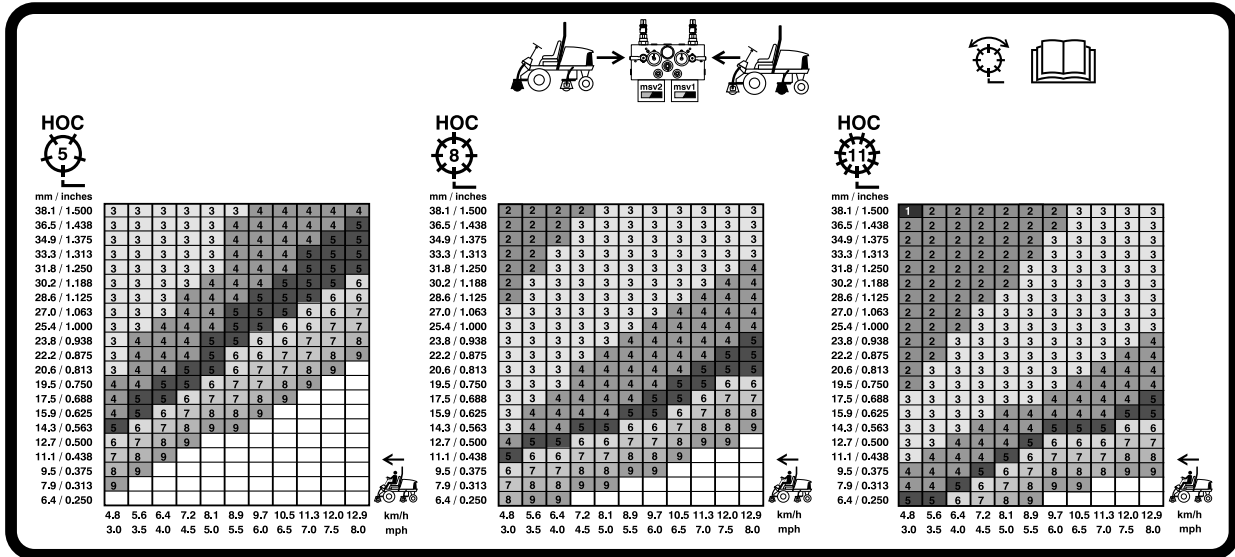 msv2 msv1
HOC
5
mm / inches
38.1 / 1.500 3 3 3 3 3 3 4 4 4 4 4
36.5 / 1.438 3 3 3 3 3 4 4 4 4 4 5
34.9 / 1.375 3 3 3 3 3 4 4 4 4 5 5
33.3 / 1.313 3 3 3 3 3 4 4 4 5 5 5
31.8 / 1.250 3 3 3 3 3 4 4 4 5 5 5
30.2 / 1.188 3 3 3 3 4 4 4 5 5 5 6
28.6 / 1.125 3 3 3 4 4 4 5 5 5 6 6
27.0 / 1.063 3 3 3 4 4 5 5 5 6 6 7
25.4 / 1.000 3 3 4 4 4 5 5 6 6 7 7
23.8 / 0.938 3 4 4 4 5 5 6 6 7 7 8
22.2 / 0.875 3 4 4 4 5 6 6 7 7 8 9
20.6 / 0.813 3 4 4 5 5 6 7 7 8 9
19.5 / 0.750 4 4 5 5 6 7 7 8 9
17.5 / 0.688 4 5 5 6 7 7 8 9
15.9 / 0.625 4 5 6 7 8 8 9
14.3 / 0.563 5 6 7 8 9 9
12.7 / 0.500 6 7 8 9
11.1 / 0.438 7 8 9
9.5 / 0.375 8 9
7.9 / 0.313 9
6.4 / 0.250
4.8 5.6 6.4 7.2 8.1 8.9 9.7 10.5 11.3 12.0 12.9 km/h
3.0 3.5 4.0 4.5 5.0 5.5 6.0 6.5 7.0 7.5 8.0 mph
HOC
8
mm / inches
38.1 / 1.500 2 2 2 2 3 3 3 3 3 3 3
36.5 / 1.438 2 2 2 3 3 3 3 3 3 3 3
34.9 / 1.375 2 2 2 3 3 3 3 3 3 3 3
33.3 / 1.313 2 2 3 3 3 3 3 3 3 3 3
31.8 / 1.250 2 2 3 3 3 3 3 3 3 3 4
30.2 / 1.188 2 3 3 3 3 3 3 3 3 4 4
28.6 / 1.125 2 3 3 3 3 3 3 3 4 4 4
27.0 / 1.063 3 3 3 3 3 3 3 4 4 4 4
25.4 / 1.000 3 3 3 3 3 3 4 4 4 4 4
23.8 / 0.938 3 3 3 3 3 4 4 4 4 4 5
22.2 / 0.875 3 3 3 3 4 4 4 4 4 5 5
20.6 / 0.813 3 3 3 4 4 4 4 4 5 5 5
19.5 / 0.750 3 3 3 4 4 4 4 5 5 6 6
17.5 / 0.688 3 3 4 4 4 4 5 5 6 6 7
15.9 / 0.625 3 4 4 4 4 5 5 6 7 7 8
14.3 / 0.563 3 4 4 5 5 6 6 7 8 8 9
12.7 / 0.500 4 5 5 6 6 7 7 8 9 9
11.1 / 0.438 5 6 6 7 7 8 8 9
9.5 / 0.375 6 7 7 8 8 9 9
7.9 / 0.313 7 8 8 9 9
6.4 / 0.250 8 9 9
4.8 5.6 6.4 7.2 8.1 8.9 9.7 10.5 11.3 12.0 12.9 km/h
3.0 3.5 4.0 4.5 5.0 5.5 6.0 6.5 7.0 7.5 8.0 mph
HOC
11
mm / inches
38.1 / 1.500 1 2 2 2 2 2 2 3 3 3 3
36.5 / 1.438 2 2 2 2 2 2 2 3 3 3 3
34.9 / 1.375 2 2 2 2 2 2 3 3 3 3 3
33.3 / 1.313 2 2 2 2 2 2 3 3 3 3 3
31.8 / 1.250 2 2 2 2 2 3 3 3 3 3 3
30.2 / 1.188 2 2 2 2 3 3 3 3 3 3 3
28.6 / 1.125 2 2 2 2 3 3 3 3 3 3 3
27.0 / 1.063 2 2 2 3 3 3 3 3 3 3 3
25.4 / 1.000 2 2 2 3 3 3 3 3 3 3 3
23.8 / 0.938 2 2 3 3 3 3 3 3 3 3 4
22.2 / 0.875 2 2 3 3 3 3 3 3 3 4 4
20.6 / 0.813 2 3 3 3 3 3 3 3 3 4 4
19.5 / 0.750 2 3 3 3 3 3 3 4 4 4 4
17.5 / 0.688 3 3 3 3 3 3 4 4 4 4 5
15.9 / 0.625 3 3 3 3 4 4 4 4 4 5 5
14.3 / 0.563 3 3 3 4 4 4 5 5 5 6 6
12.7 / 0.500 3 3 4 4 4 5 6 6 6 7 7
11.1 / 0.438 3 4 4 4 5 6 6 7 7 7 8
9.5 / 0.375 4 4 4 5 6 7 8 8 8 9 9
7.9 / 0.313 4 4 5 6 7 8 9 9
6.4 / 0.250 5 5 6 7 8 9
4.8 5.6 6.4 7.2 8.1 8.9 9.7 10.5 11.3 12.0 12.9 km/h
3.0 3.5 4.0 4.5 5.0 5.5 6.0 6.5 7.0 7.5 8.0 mph